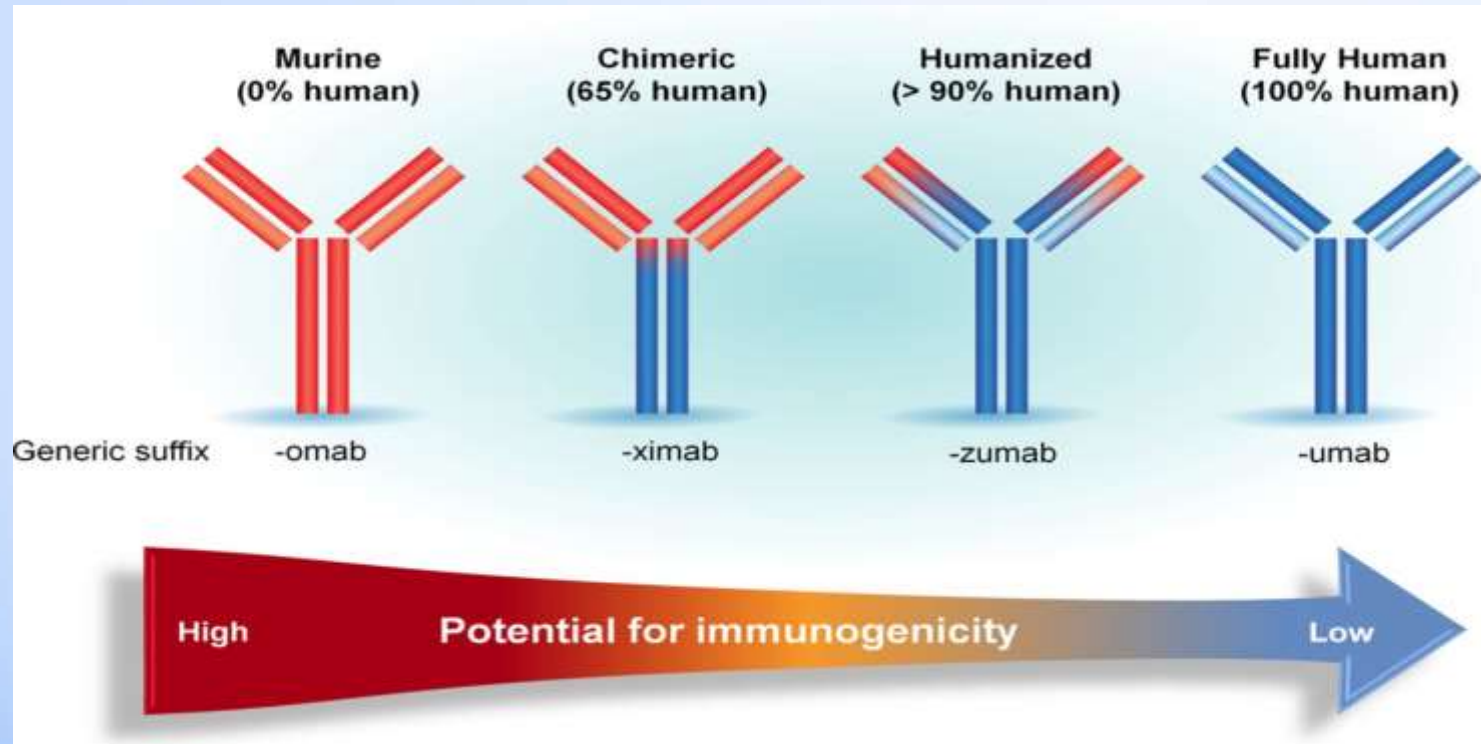 Murine
(0% human)
Chimeric
(65% human)
Humanized
(> 90% human)
Fully Human
(100% human)
Generic suffix
-omab
-ximab
-zumab
-umab
High
Potential for immunogenicity
Low